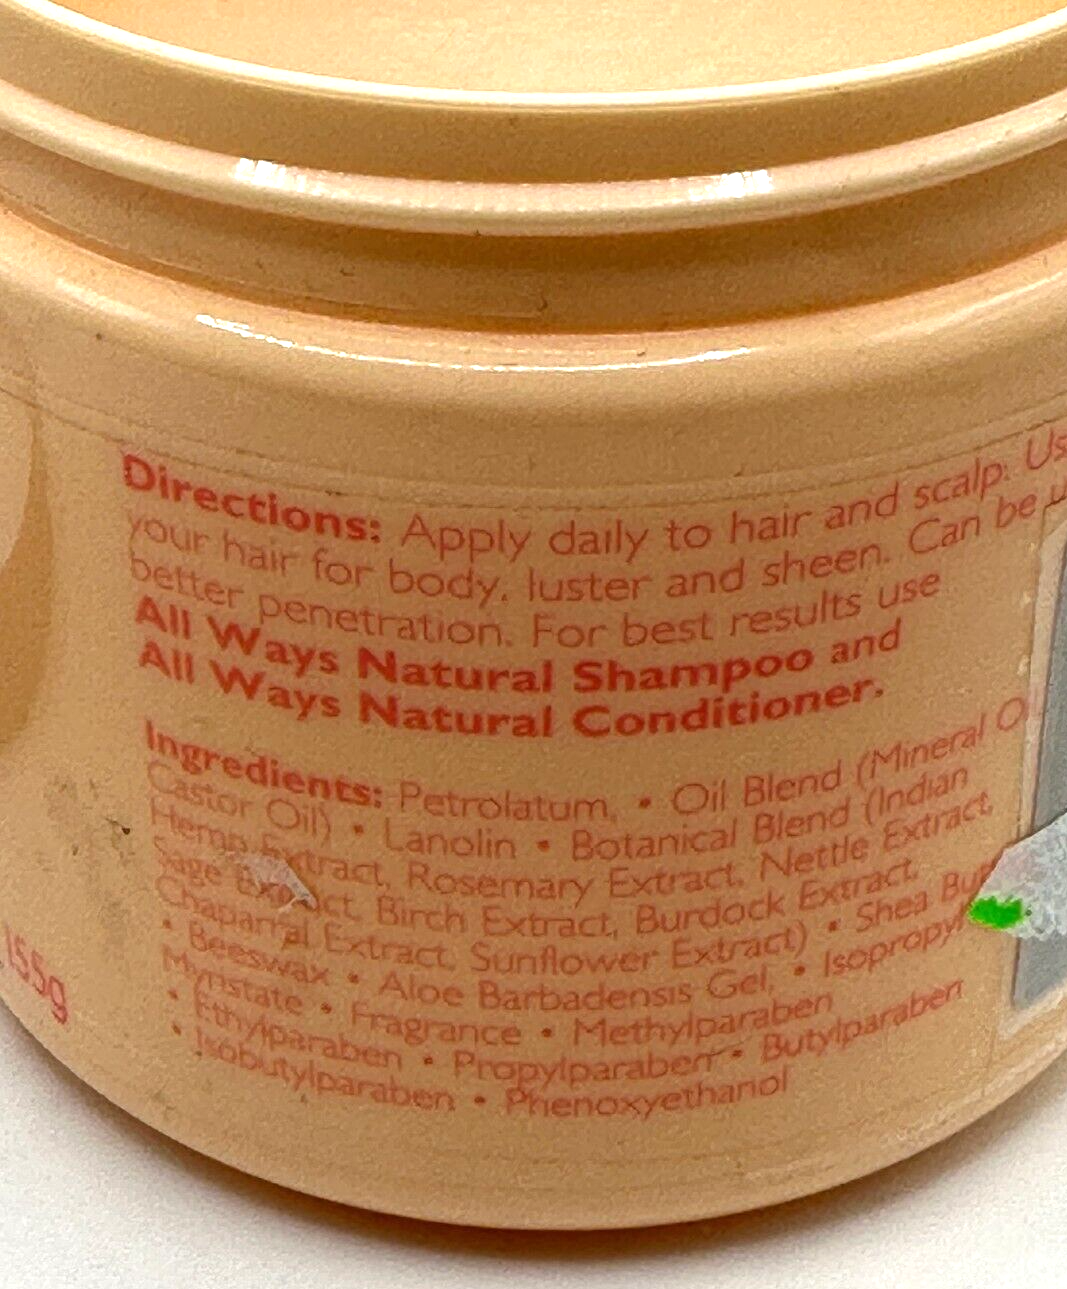 Directions: Apply daily to hair and scalp. Us
your hair for body, luster and sheen. Can be u
better penetration. For best results use
All Ways Natural Shampoo and
All Ways Natural Conditioner.
Ingredients: Petrolatum, • Oil Blend (Mineral O
Castor Oil) • Lanolin • Botanical Blend (Indian
Hemp Extract, Rosemary Extract, Nettle Extract,
Sage Extract, Birch Extract, Burdock Extract,
Chaparral Extract, Sunflower Extract) • Shea But
• Beeswax • Aloe Barbadensis Gel, • Isopropyl
Myristate • Fragrance • Methylparaben
• Ethylparaben • Propylparaben • Butylparaben
• Isobutylparaben • Phenoxyethanol
155g